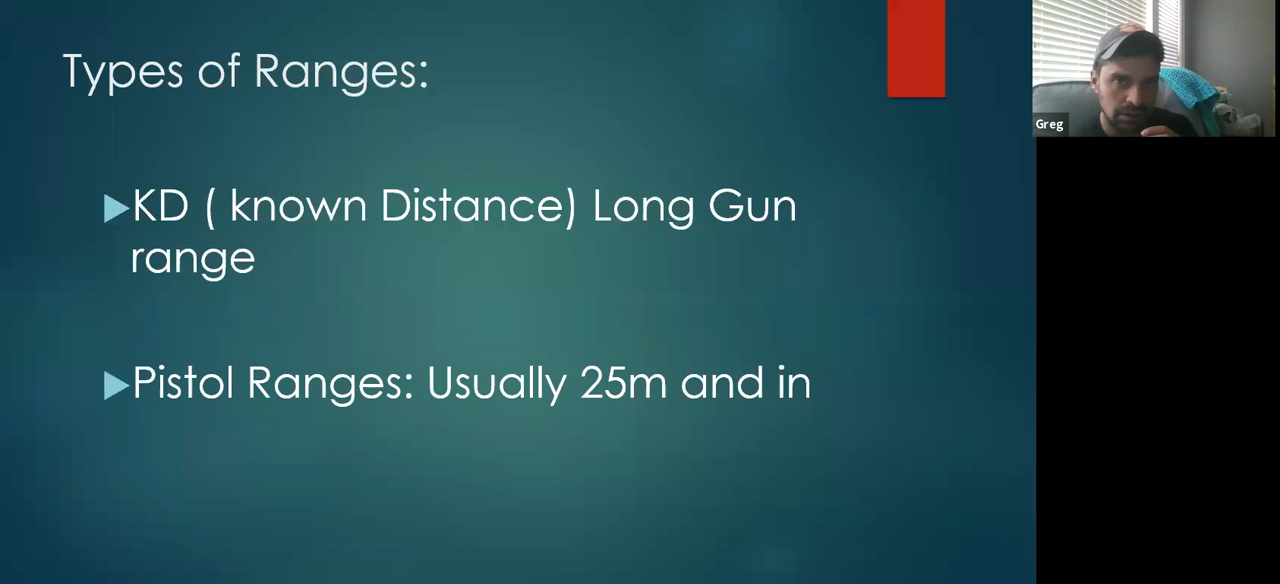 Types of Ranges:
KD ( known Distance) Long Gun
range
Pistol Ranges: Usually 25m and in
Greg